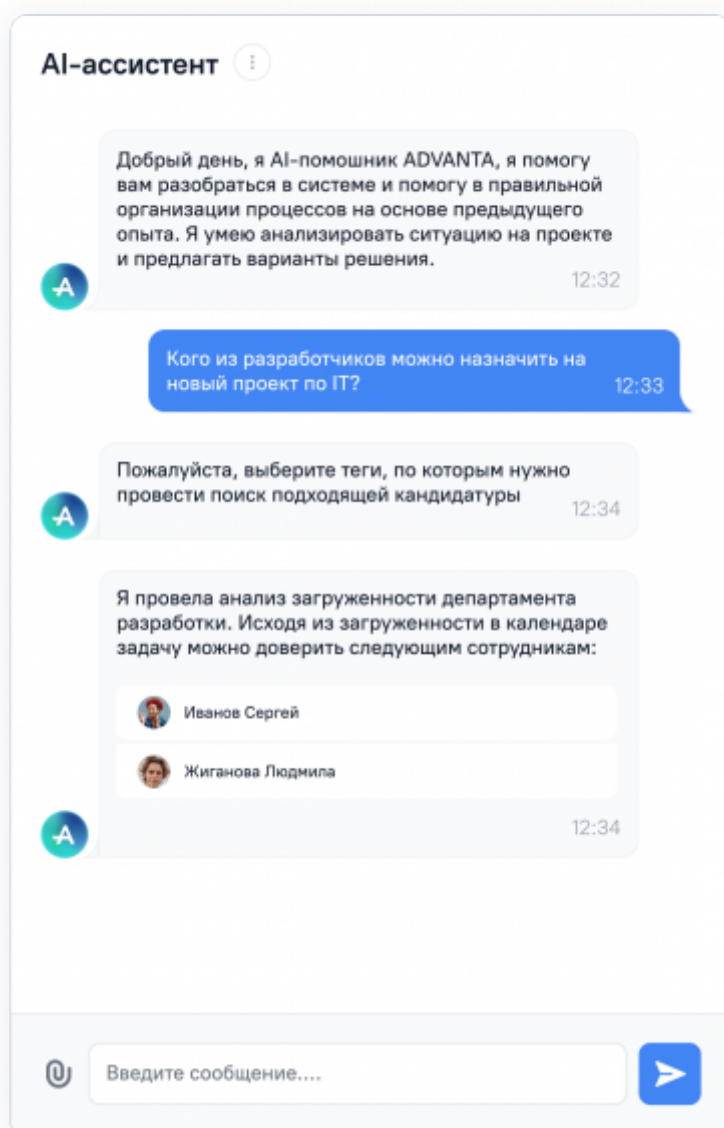 AI-ассистент
Добрый день, я AI-помошник ADVANTA, я помогу
вам разобраться в системе и помогу в правильной
организации процессов на основе предыдущего
опыта. Я умею анализировать ситуацию на проекте
и предлагать варианты решения.
12:32
Кого из разработчиков можно назначить на
новый проект по IT?
12:33
Пожалуйста, выберите теги, по которым нужно
провести поиск подходящей кандидатуры
12:34
Я провела анализ загруженности департамента
разработки. Исходя из загруженности в календаре
задачу можно доверить следующим сотрудникам:
Иванов Сергей
Жиганова Людмила
12:34
Введите сообщение....